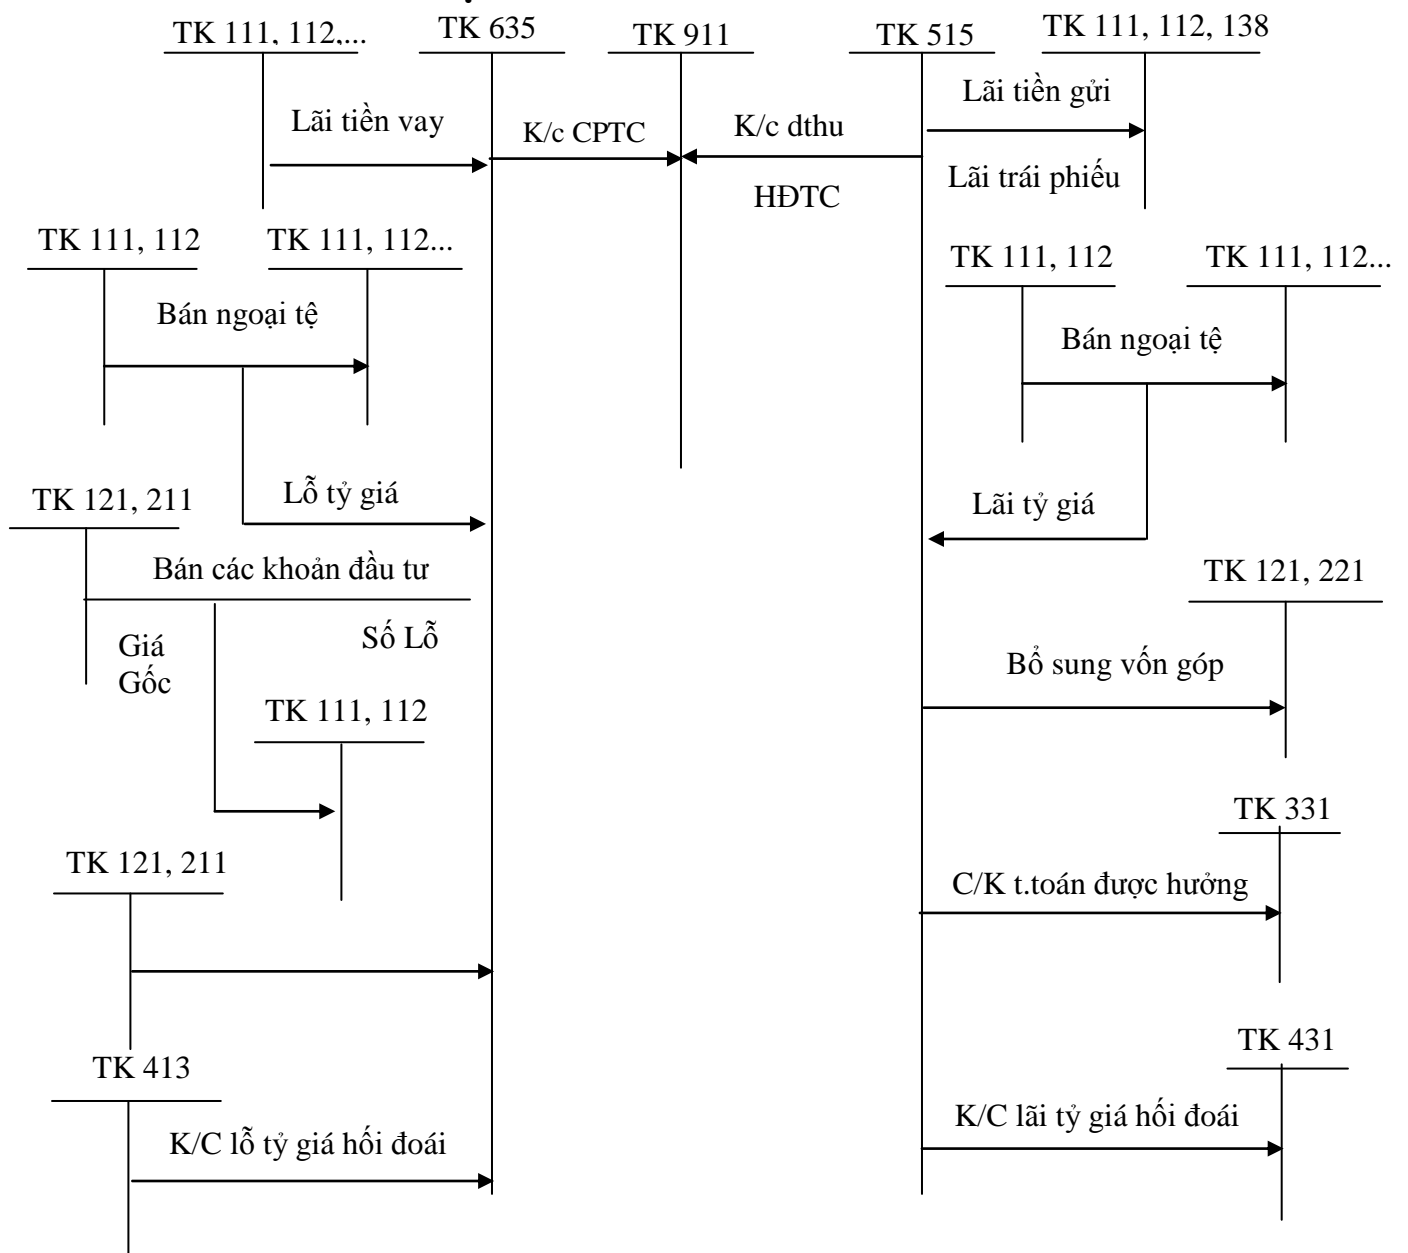 TK 111, 112,...
TK 635
TK 911
TK 515
TK 111, 112, 138
Lãi tiền vay
K/c CPTC
K/c dthu
HĐTC
Lãi tiền gửi
Lãi trái phiếu
TK 111, 112
TK 111, 112...
Bán ngoại tệ
Lỗ tỷ giá
TK 111, 112
TK 111, 112...
Bán ngoại tệ
Lãi tỷ giá
TK 121, 211
Bán các khoản đầu tư
Giá
Gốc
Số Lỗ
TK 111, 112
TK 121, 221
Bổ sung vốn góp
TK 331
C/K t.toán được hưởng
TK 121, 211
TK 413
K/C lỗ tỷ giá hối đoái
TK 431
K/C lãi tỷ giá hối đoái